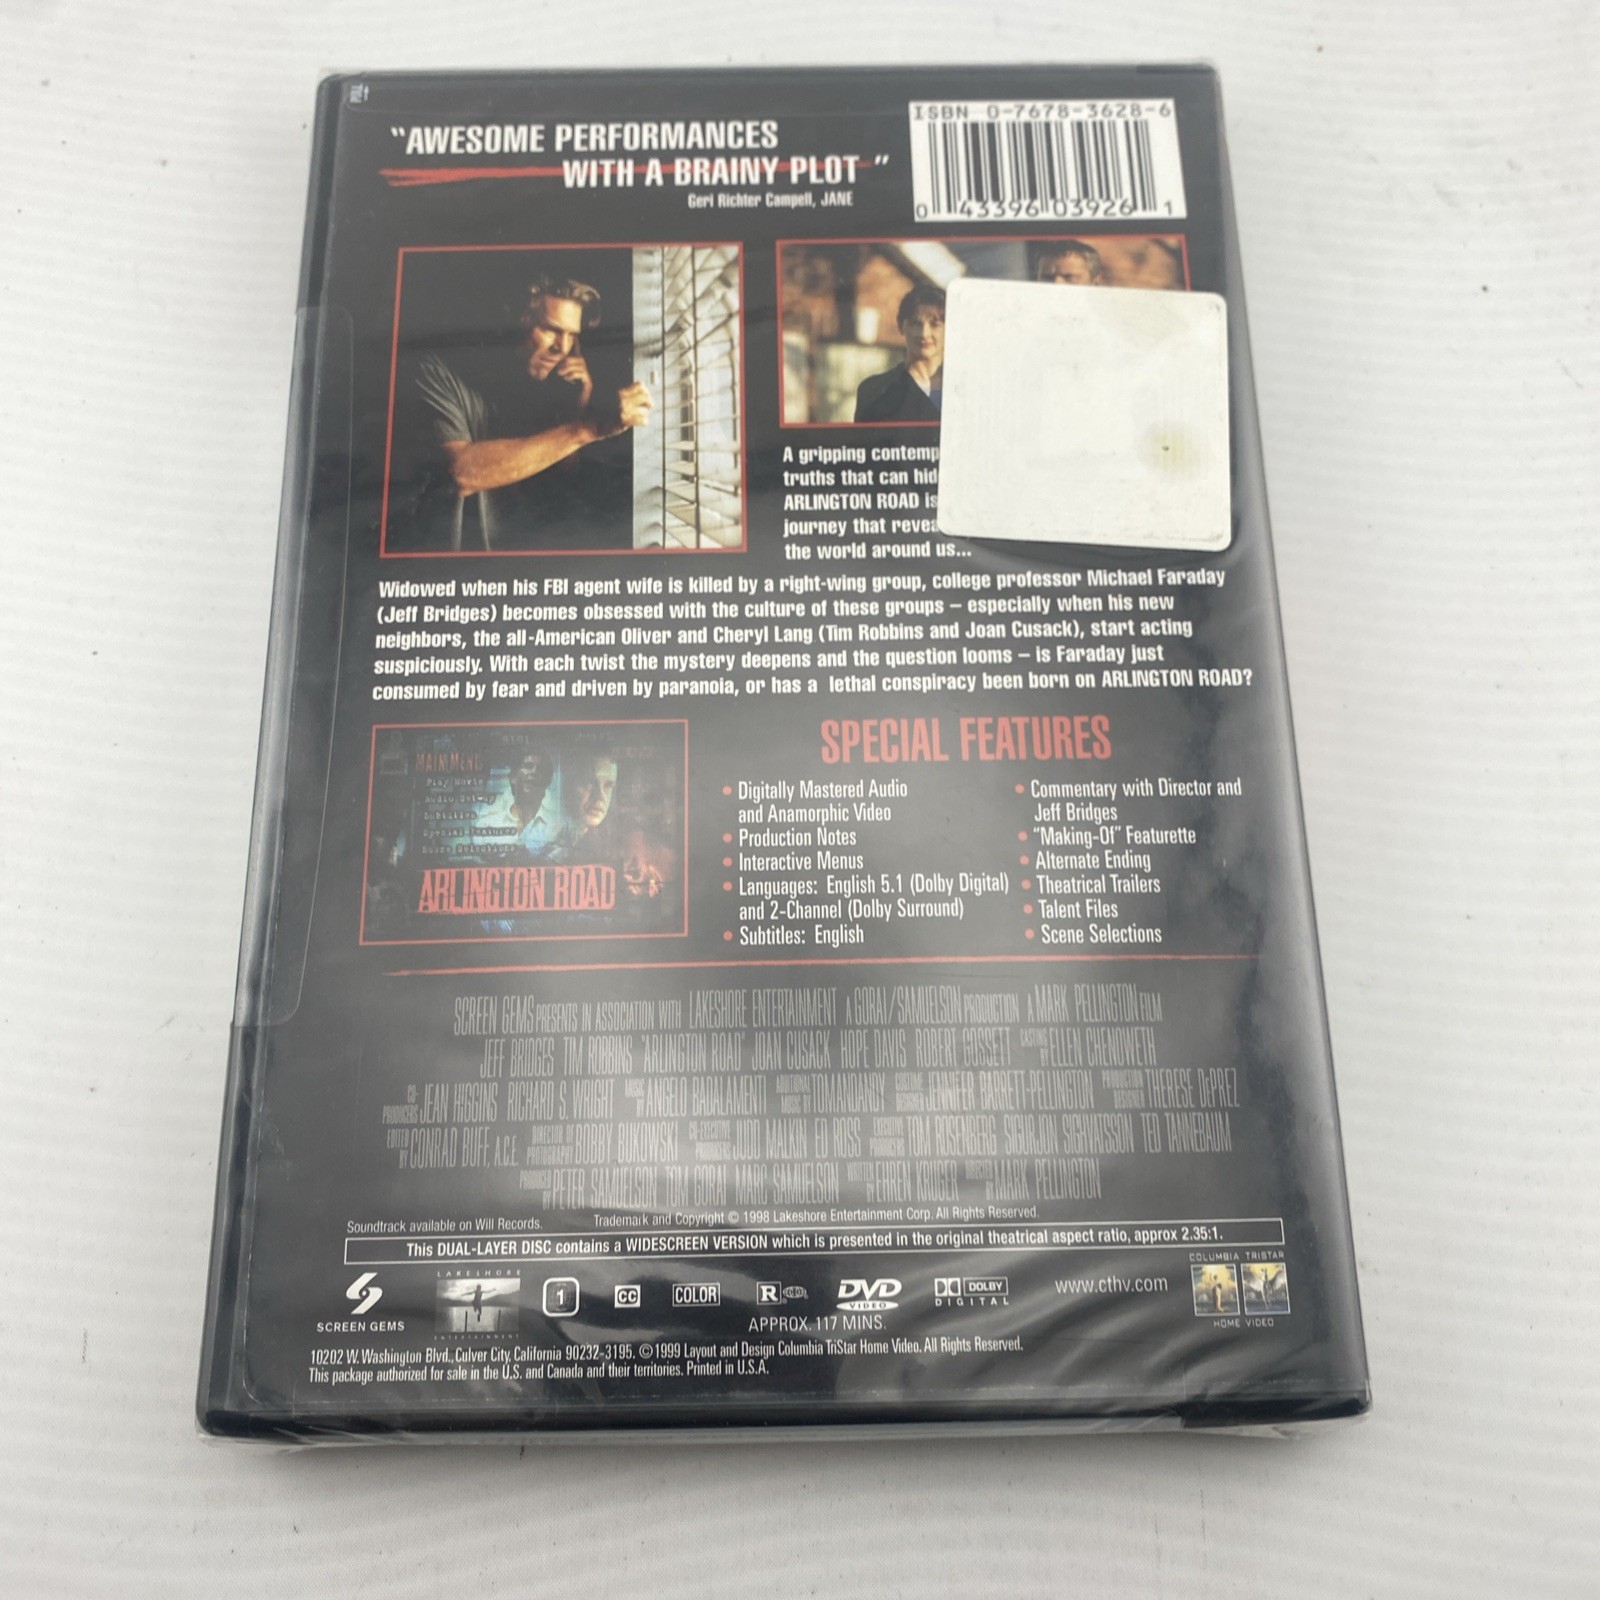 "AWESOME PERFORMANCES
WITH A BRAINY PLOT"
Geri Richter Campell, JANE
ISBN 0-7678-3628-6
0 43396 03926 1
A gripping contemp
truths that can hid
ARLINGTON ROAD is
journey that revea
the world around us...
Widowed when his FBI agent wife is killed by a right-wing group, college professor Michael Faraday
(Jeff Bridges) becomes obsessed with the culture of these groups – especially when his new
neighbors, the all-American Oliver and Cheryl Lang (Tim Robbins and Joan Cusack), start acting
suspiciously. With each twist the mystery deepens and the question looms – is Faraday just
consumed by fear and driven by paranoia, or has a lethal conspiracy been born on ARLINGTON ROAD?
MAIN MENU
Play Movie
Audio Set-up
Subtitles
Special Features
Scene Selections
ARLINGTON ROAD
SPECIAL FEATURES
• Digitally Mastered Audio
and Anamorphic Video
• Production Notes
• Interactive Menus
• Languages: English 5.1 (Dolby Digital)
and 2-Channel (Dolby Surround)
• Subtitles: English
• Commentary with Director and
Jeff Bridges
• "Making-Of" Featurette
• Alternate Ending
• Theatrical Trailers
• Talent Files
• Scene Selections
SCREEN GEMS PRESENTS IN ASSOCIATION WITH LAKESHORE ENTERTAINMENT A GORAI/SAMUELSON PRODUCTION A MARK PELLINGTON FILM
JEFF BRIDGES TIM ROBBINS "ARLINGTON ROAD" JOAN CUSACK HOPE DAVIS ROBERT GOSSETT CASTING BY ELLEN CHENOWETH
CO-PRODUCERS JEAN HIGGINS RICHARD S. WRIGHT MUSIC BY ANGELO BADALAMENTI ADDITIONAL MUSIC BY TOMANDANDY COSTUME DESIGNER JENNIFER BARRETT-PELLINGTON PRODUCTION DESIGNER THERESE DePREZ
EDITED BY CONRAD BUFF, A.C.E. DIRECTOR OF PHOTOGRAPHY BOBBY BUKOWSKI CO-EXECUTIVE PRODUCERS JUDD MALKIN ED ROSS EXECUTIVE PRODUCERS TOM ROSENBERG SIGURJON SIGHVATSSON TED TANNEBAUM
PRODUCED BY PETER SAMUELSON TOM GORAI MARC SAMUELSON WRITTEN BY EHREN KRUGER DIRECTED BY MARK PELLINGTON
Soundtrack available on Will Records. Trademark and Copyright © 1998 Lakeshore Entertainment Corp. All Rights Reserved.
This DUAL-LAYER DISC contains a WIDESCREEN VERSION which is presented in the original theatrical aspect ratio, approx 2.35:1.
SCREEN GEMS
LAKESHORE
ENTERTAINMENT
1
CC
COLOR
R
DVD
VIDEO
DOLBY
DIGITAL
www.cthv.com
COLUMBIA TRISTAR
HOME VIDEO
APPROX. 117 MINS.
10202 W. Washington Blvd., Culver City, California 90232-3195. ©1999 Layout and Design Columbia TriStar Home Video. All Rights Reserved.
This package authorized for sale in the U.S. and Canada and their territories. Printed in U.S.A.